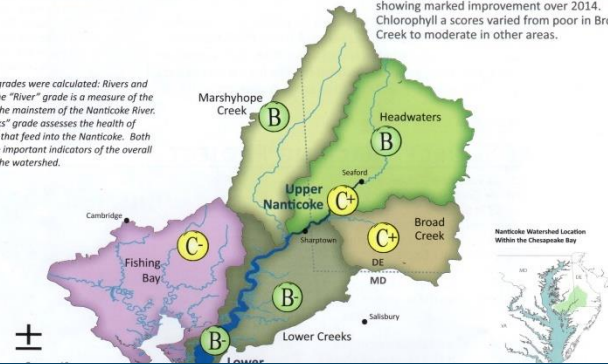 showing marked improvement over 2014.
Chlorophyll a scores varied from poor in
Creek to moderate in other areas.
grades were calculated: Rivers and
"River" grade is a measure of the
he mainstem of the Nanticoke River.
grade assesses the health of
that feed into the Nanticoke. Both
important indicators of the overall
he watershed.
Marshyhope
Creek
B
Headwaters
B
Seaford
Upper
Nanticoke
C+
Cambridge
Broad
Creek
C+
Sharptown
DE
MD
C-
Fishing
Bay
B-
Salisbury
Lower Creeks
B-
Lower
±
Nanticoke Watershed Location
Within the Chesapeake Bay
MD
DE